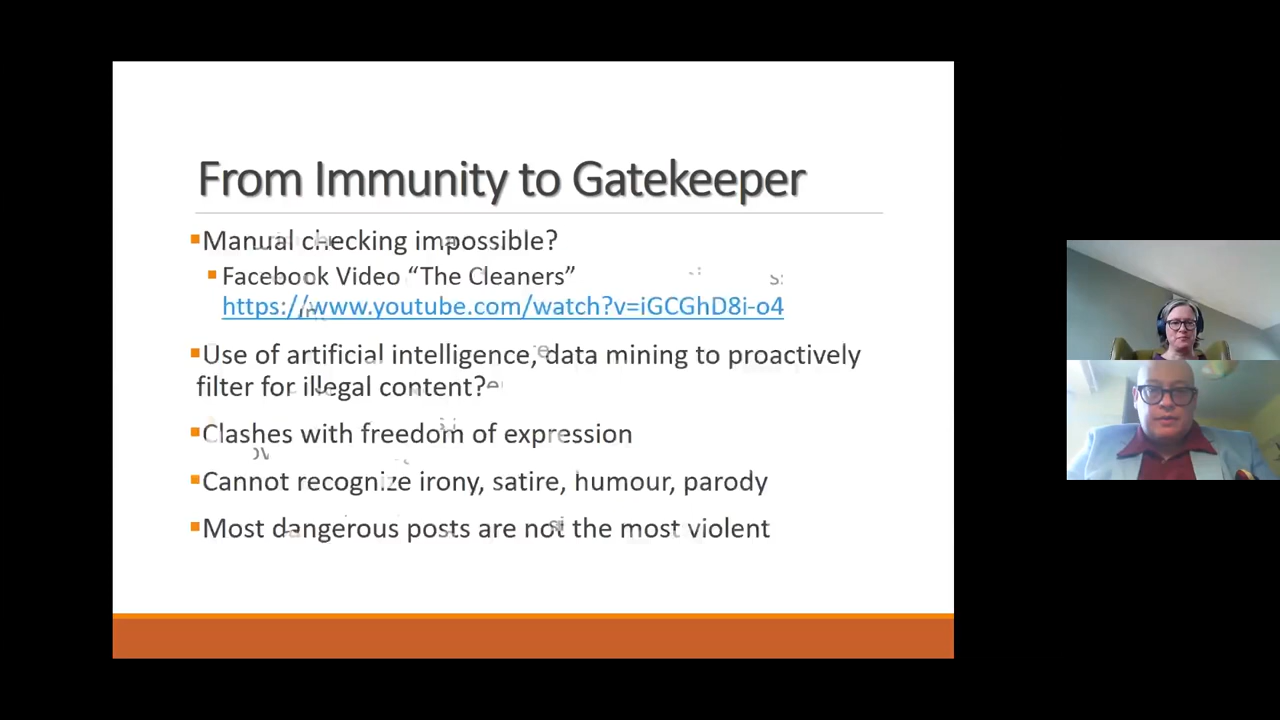 From Immunity to Gatekeeper
Manual checking impossible?
Facebook Video “The Cleaners”
https://www.youtube.com/watch?v=iGCGhD8i-o4
Use of artificial intelligence, data mining to proactively
filter for illegal content?
Clashes with freedom of expression
Cannot recognize irony, satire, humour, parody
Most dangerous posts are not the most violent